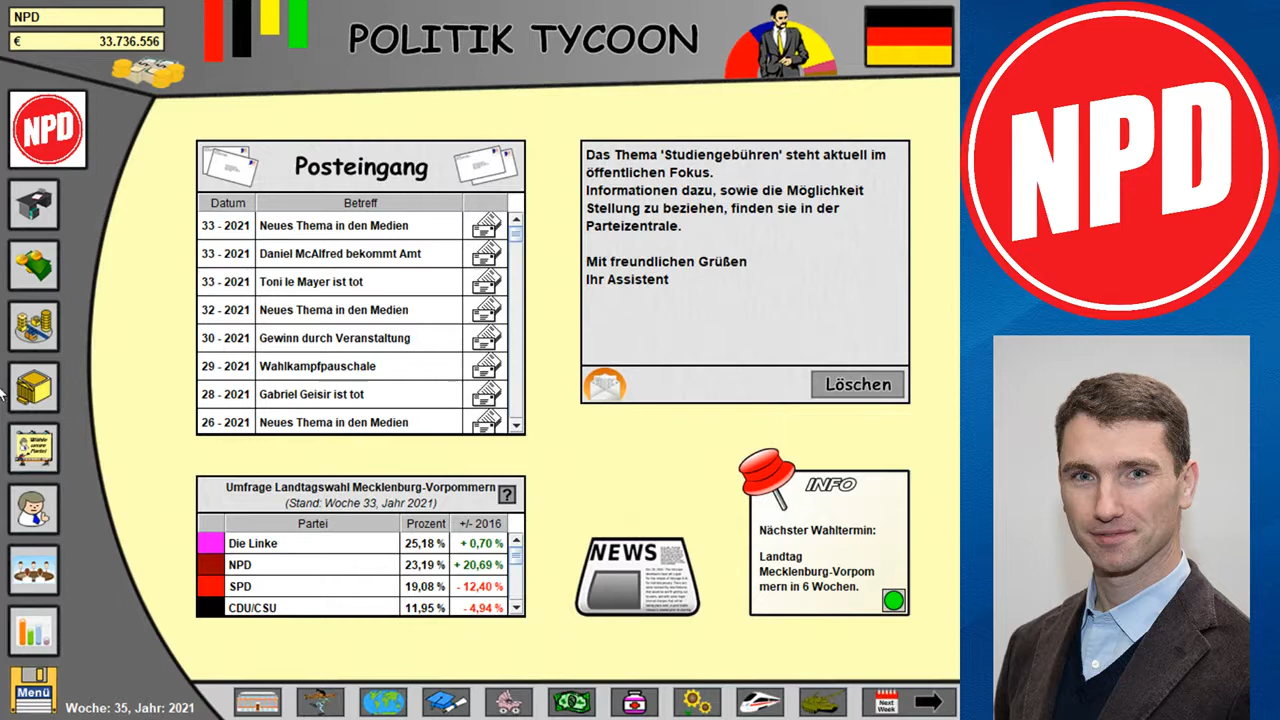 NPD
€ 33.736.556
POLITIK TYCOON
NPD
Posteingang
Datum Betreff
33 - 2021 Neues Thema in den Medien
33 - 2021 Daniel McAlfred bekommt Amt
33 - 2021 Toni le Mayer ist tot
32 - 2021 Neues Thema in den Medien
30 - 2021 Gewinn durch Veranstaltung
29 - 2021 Wahlkampfpauschale
28 - 2021 Gabriel Geisir ist tot
26 - 2021 Neues Thema in den Medien
Das Thema 'Studiengebühren' steht aktuell im
öffentlichen Fokus.
Informationen dazu, sowie die Möglichkeit
Stellung zu beziehen, finden sie in der
Parteizentrale.
Mit freundlichen Grüßen
Ihr Assistent
Löschen
Umfrage Landtagswahl Mecklenburg-Vorpommern
(Stand: Woche 33, Jahr 2021)
?
Partei Prozent +/- 2016
Die Linke 25,18 % + 0,70 %
NPD 23,19 % + 20,69 %
SPD 19,08 % - 12,40 %
CDU/CSU 11,95 % - 4,94 %
NEWS
INFO
Nächster Wahltermin:
Landtag
Mecklenburg-Vorpom
mern in 6 Wochen.
Menü
Woche: 35, Jahr: 2021
Next
Week
NPD